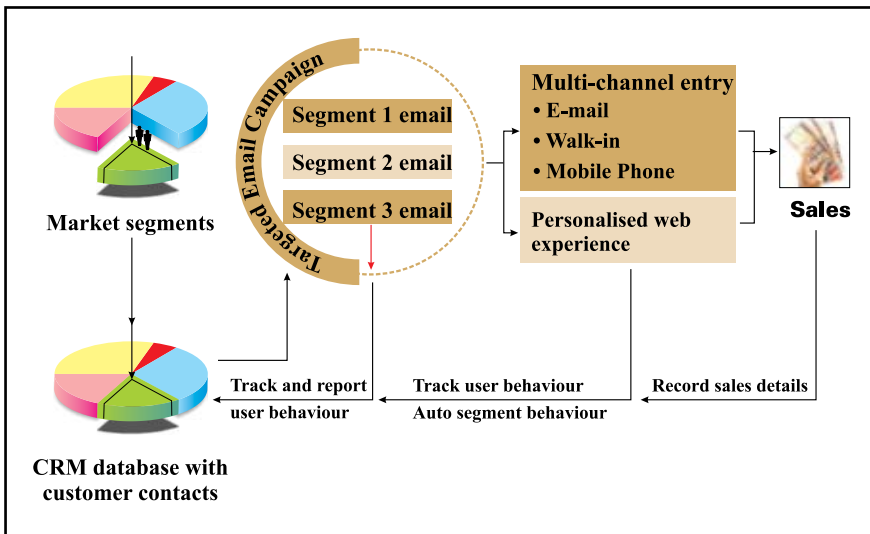 Market segments
CRM database with
customer contacts
Targeted Email Campaign
Segment 1 email
Segment 2 email
Segment 3 email
Multi-channel entry
• E-mail
• Walk-in
• Mobile Phone
Personalised web
experience
Sales
Track and report
user behaviour
Track user behaviour
Auto segment behaviour
Record sales details